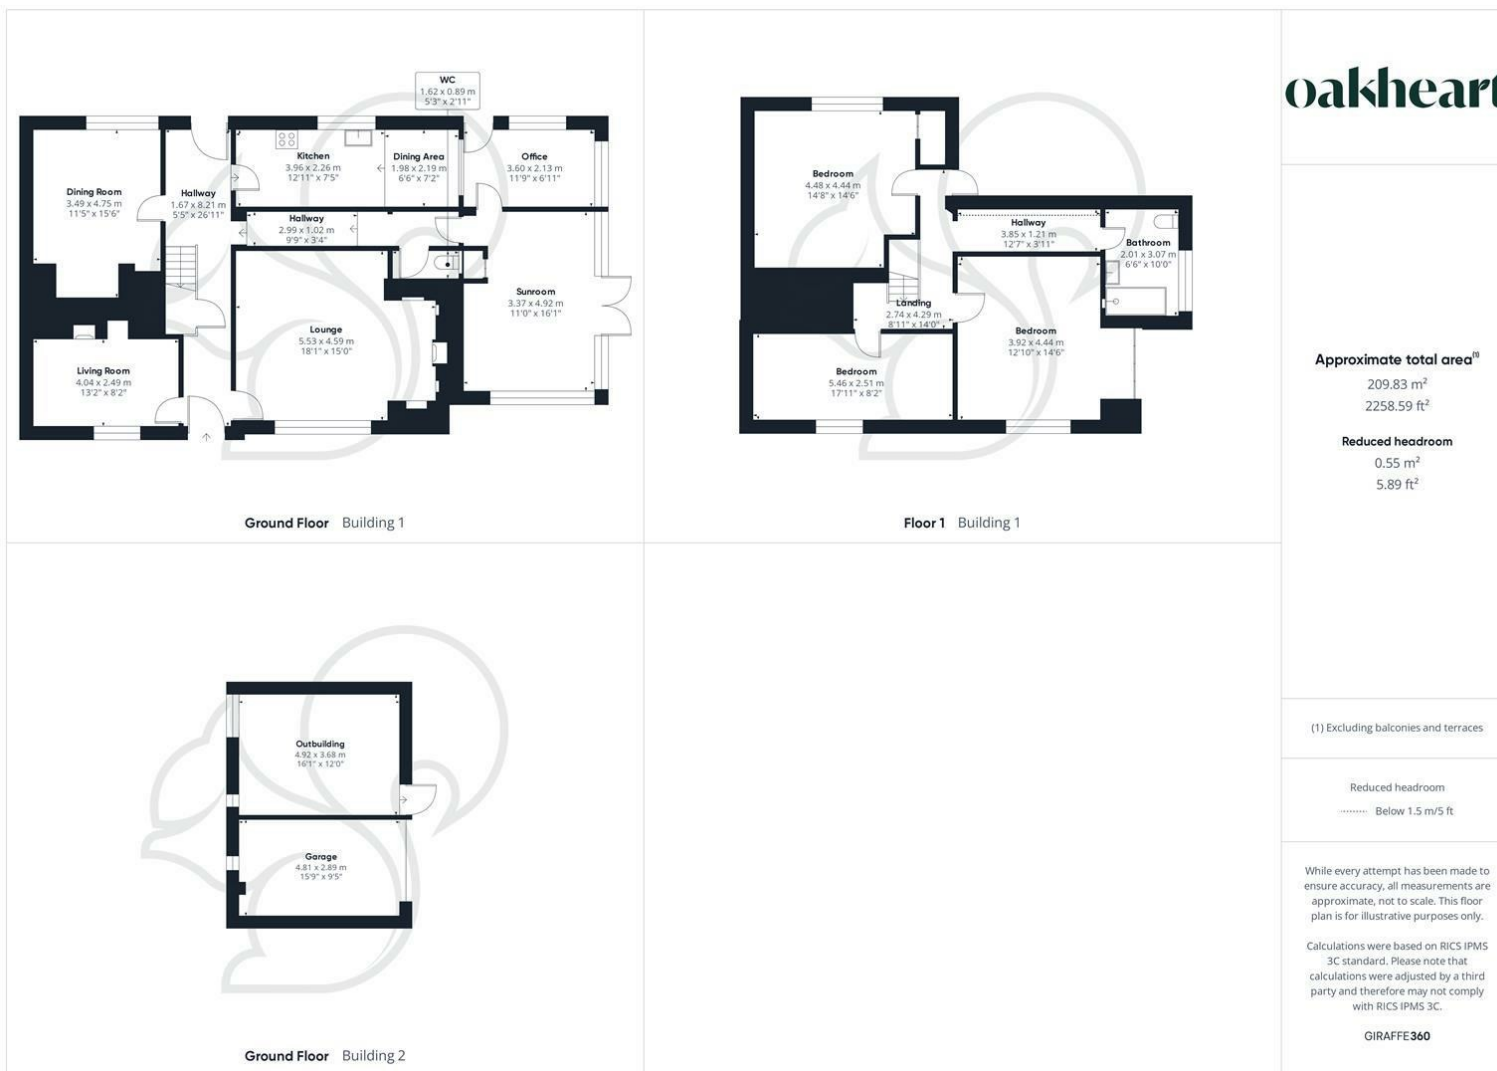 WC
1.62 x 0.89 m
5'3" x 2'11"
Kitchen
3.96 x 2.26 m
12'11" x 7'5"
Dining Area
1.98 x 2.19 m
6'6" x 7'2"
Office
3.60 x 2.13 m
11'9" x 6'11"
Dining Room
3.49 x 4.75 m
11'5" x 15'6"
Hallway
1.67 x 8.21 m
5'5" x 26'11"
Hallway
2.99 x 1.02 m
9'9" x 3'4"
Sunroom
3.37 x 4.92 m
11'0" x 16'1"
Lounge
5.53 x 4.59 m
18'1" x 15'0"
Living Room
4.04 x 2.49 m
13'2" x 8'2"
Ground Floor Building 1
Bedroom
4.48 x 4.44 m
14'8" x 14'6"
Hallway
3.85 x 1.21 m
12'7" x 3'11"
Bathroom
2.01 x 3.07 m
6'6" x 10'0"
Landing
2.74 x 4.29 m
8'11" x 14'0"
Bedroom
3.92 x 4.44 m
12'10" x 14'6"
Bedroom
5.46 x 2.51 m
17'11" x 8'2"
Floor 1 Building 1
Outbuilding
4.92 x 3.68 m
16'1" x 12'0"
Garage
4.81 x 2.89 m
15'9" x 9'5"
Ground Floor Building 2
oakheart
Approximate total area(1)
209.83 m²
2258.59 ft²
Reduced headroom
0.55 m²
5.89 ft²
(1) Excluding balconies and terraces
Reduced headroom
Below 1.5 m/5 ft
While every attempt has been made to
ensure accuracy, all measurements are
approximate, not to scale. This floor
plan is for illustrative purposes only.
Calculations were based on RICS IPMS
3C standard. Please note that
calculations were adjusted by a third
party and therefore may not comply
with RICS IPMS 3C.
GIRAFFE360